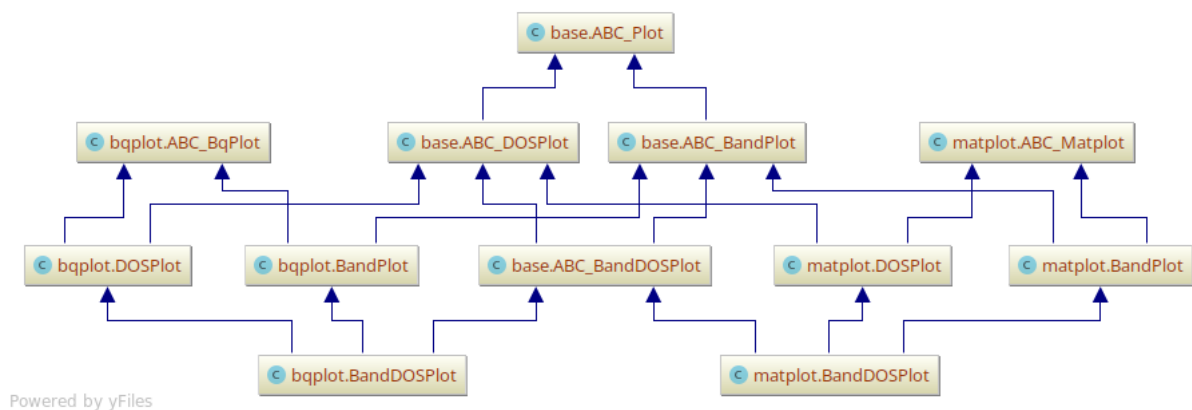 C base.ABC_Plot
C bqplot.ABC_BqPlot
C base.ABC_DOSPlot
C base.ABC_BandPlot
C matplot.ABC_Matplot
C bqplot.DOSPlot
C bqplot.BandPlot
C base.ABC_BandDOSPlot
C matplot.DOSPlot
C matplot.BandPlot
C bqplot.BandDOSPlot
C matplot.BandDOSPlot
Powered by yFiles